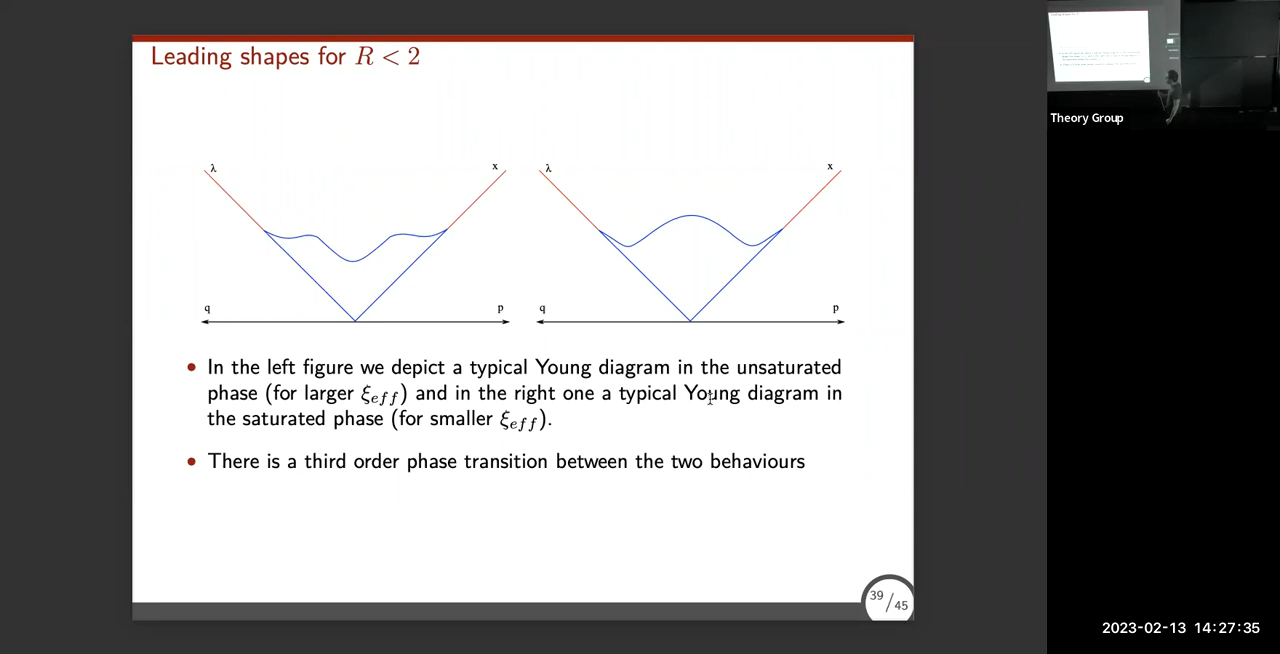 Leading shapes for R < 2
λ x λ x
q p q p
• In the left figure we depict a typical Young diagram in the unsaturated
phase (for larger ξeff) and in the right one a typical Young diagram in
the saturated phase (for smaller ξeff).
• There is a third order phase transition between the two behaviours
39/45
Theory Group
2023-02-13 14:27:35